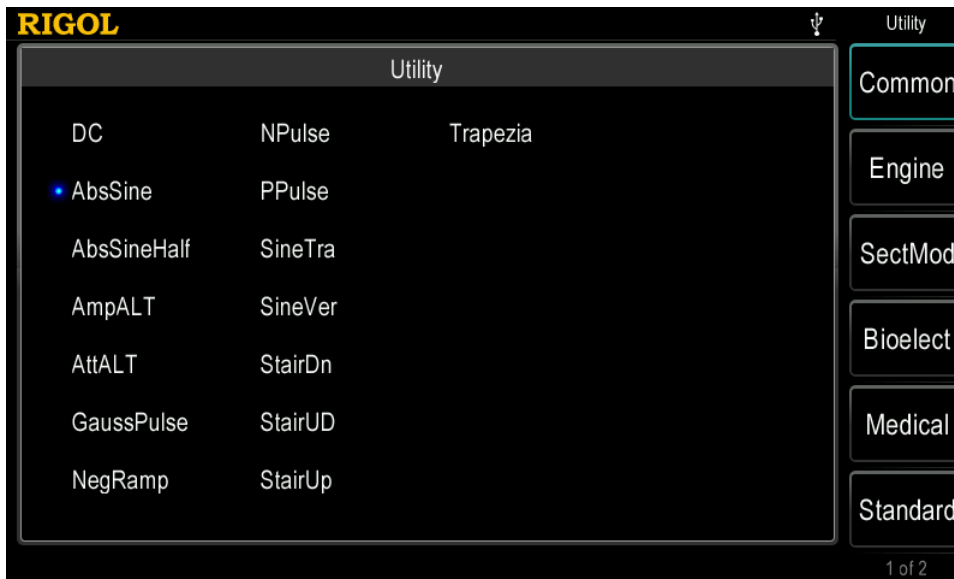 RIGOL
Utility
Utility
DC NPulse Trapezia
AbsSine PPulse
AbsSineHalf SineTra
AmpALT SineVer
AttALT StairDn
GaussPulse StairUD
NegRamp StairUp
Common
Engine
SectMod
Bioelect
Medical
Standard
1 of 2